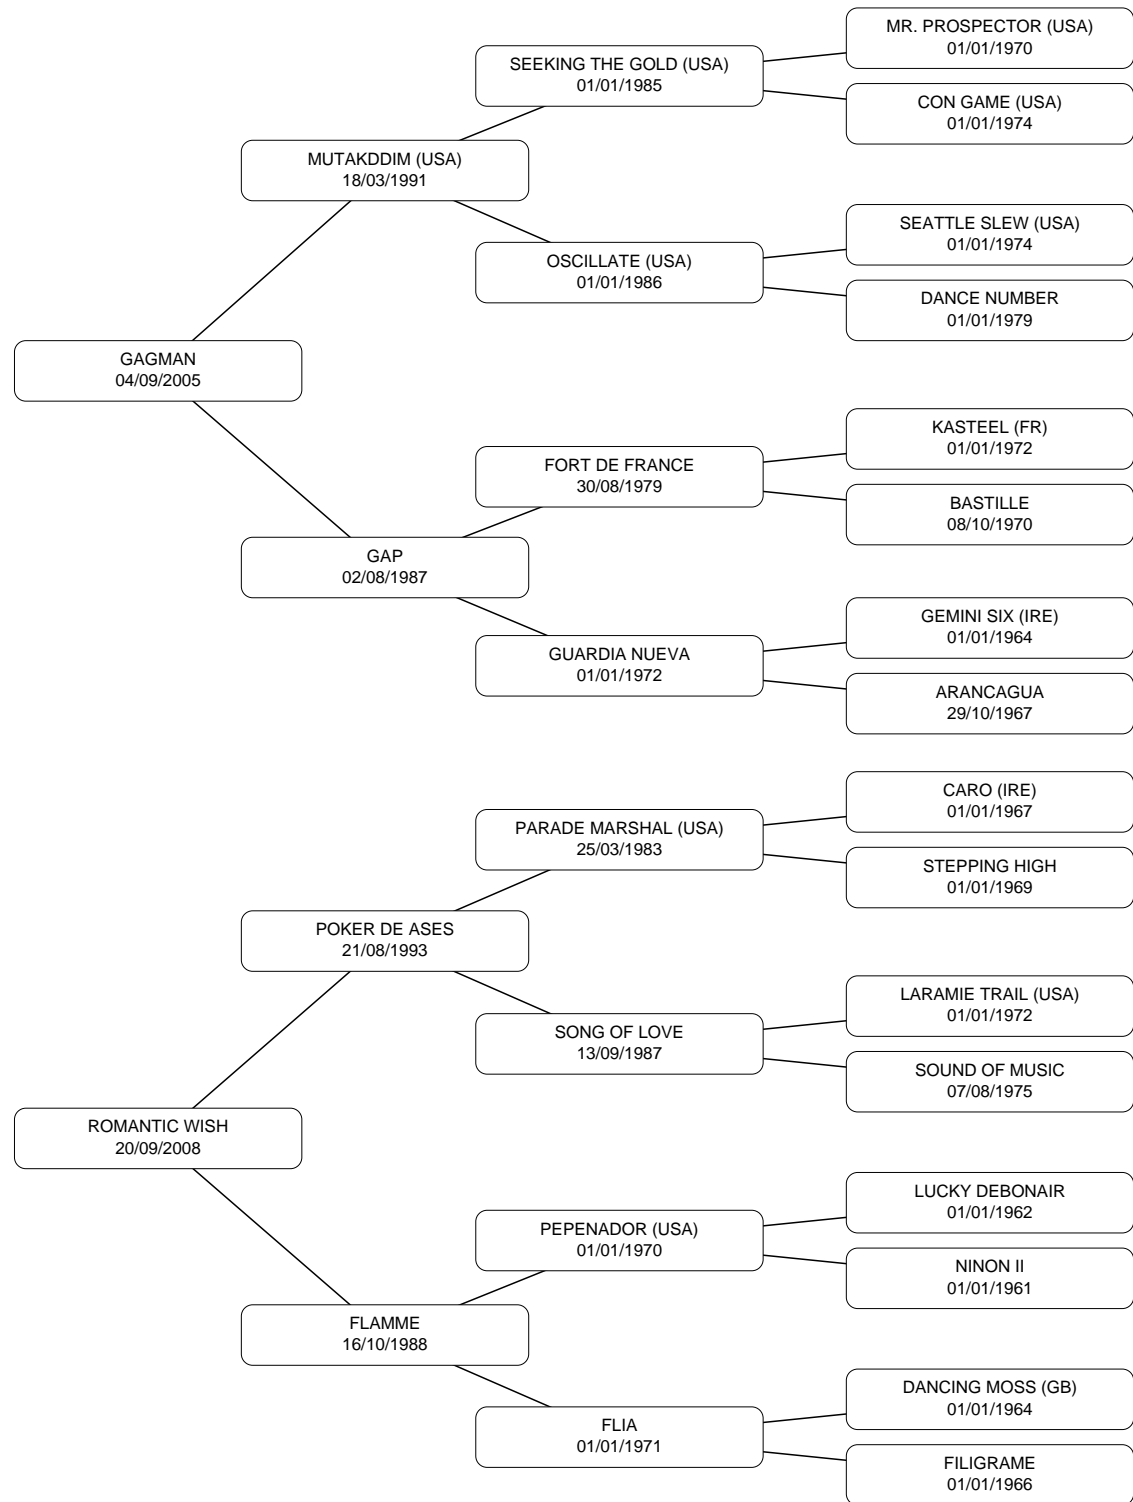 MR. PROSPECTOR (USA)
01/01/1970
SEEKING THE GOLD (USA)
01/01/1985
CON GAME (USA)
01/01/1974
MUTAKDDIM (USA)
18/03/1991
SEATTLE SLEW (USA)
01/01/1974
OSCILLATE (USA)
01/01/1986
DANCE NUMBER
01/01/1979
GAGMAN
04/09/2005
KASTEEL (FR)
01/01/1972
FORT DE FRANCE
30/08/1979
BASTILLE
08/10/1970
GAP
02/08/1987
GEMINI SIX (IRE)
01/01/1964
GUARDIA NUEVA
01/01/1972
ARANCAGUA
29/10/1967
CARO (IRE)
01/01/1967
PARADE MARSHAL (USA)
25/03/1983
STEPPING HIGH
01/01/1969
POKER DE ASES
21/08/1993
LARAMIE TRAIL (USA)
01/01/1972
SONG OF LOVE
13/09/1987
SOUND OF MUSIC
07/08/1975
ROMANTIC WISH
20/09/2008
LUCKY DEBONAIR
01/01/1962
PEPENADOR (USA)
01/01/1970
NINON II
01/01/1961
FLAMME
16/10/1988
DANCING MOSS (GB)
01/01/1964
FLIA
01/01/1971
FILIGRAME
01/01/1966